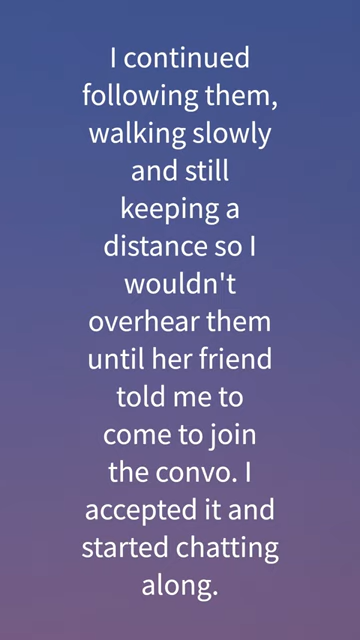 I continued
following them,
walking slowly
and still
keeping a
distance so I
wouldn't
overhear them
until her friend
told me to
come to join
the convo. I
accepted it and
started chatting
along.